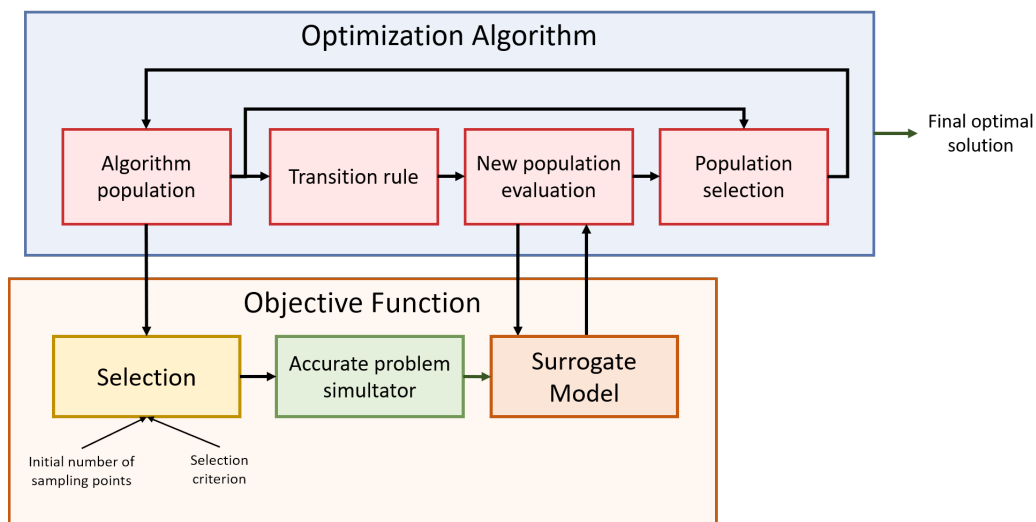 Optimization Algorithm
Algorithm
population
Transition rule
New population
evaluation
Population
selection
Final optimal
solution
Objective Function
Selection
Accurate problem
simultator
Surrogate
Model
Initial number of
sampling points
Selection
criterion